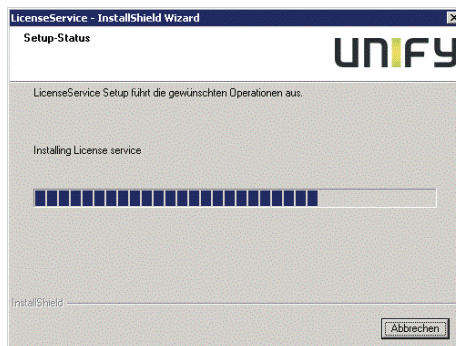 LicenseService - InstallShield Wizard
Setup-Status
UNIFY
LicenseService Setup führt die gewünschten Operationen aus.
Installing License service
InstallShield
Abbrechen